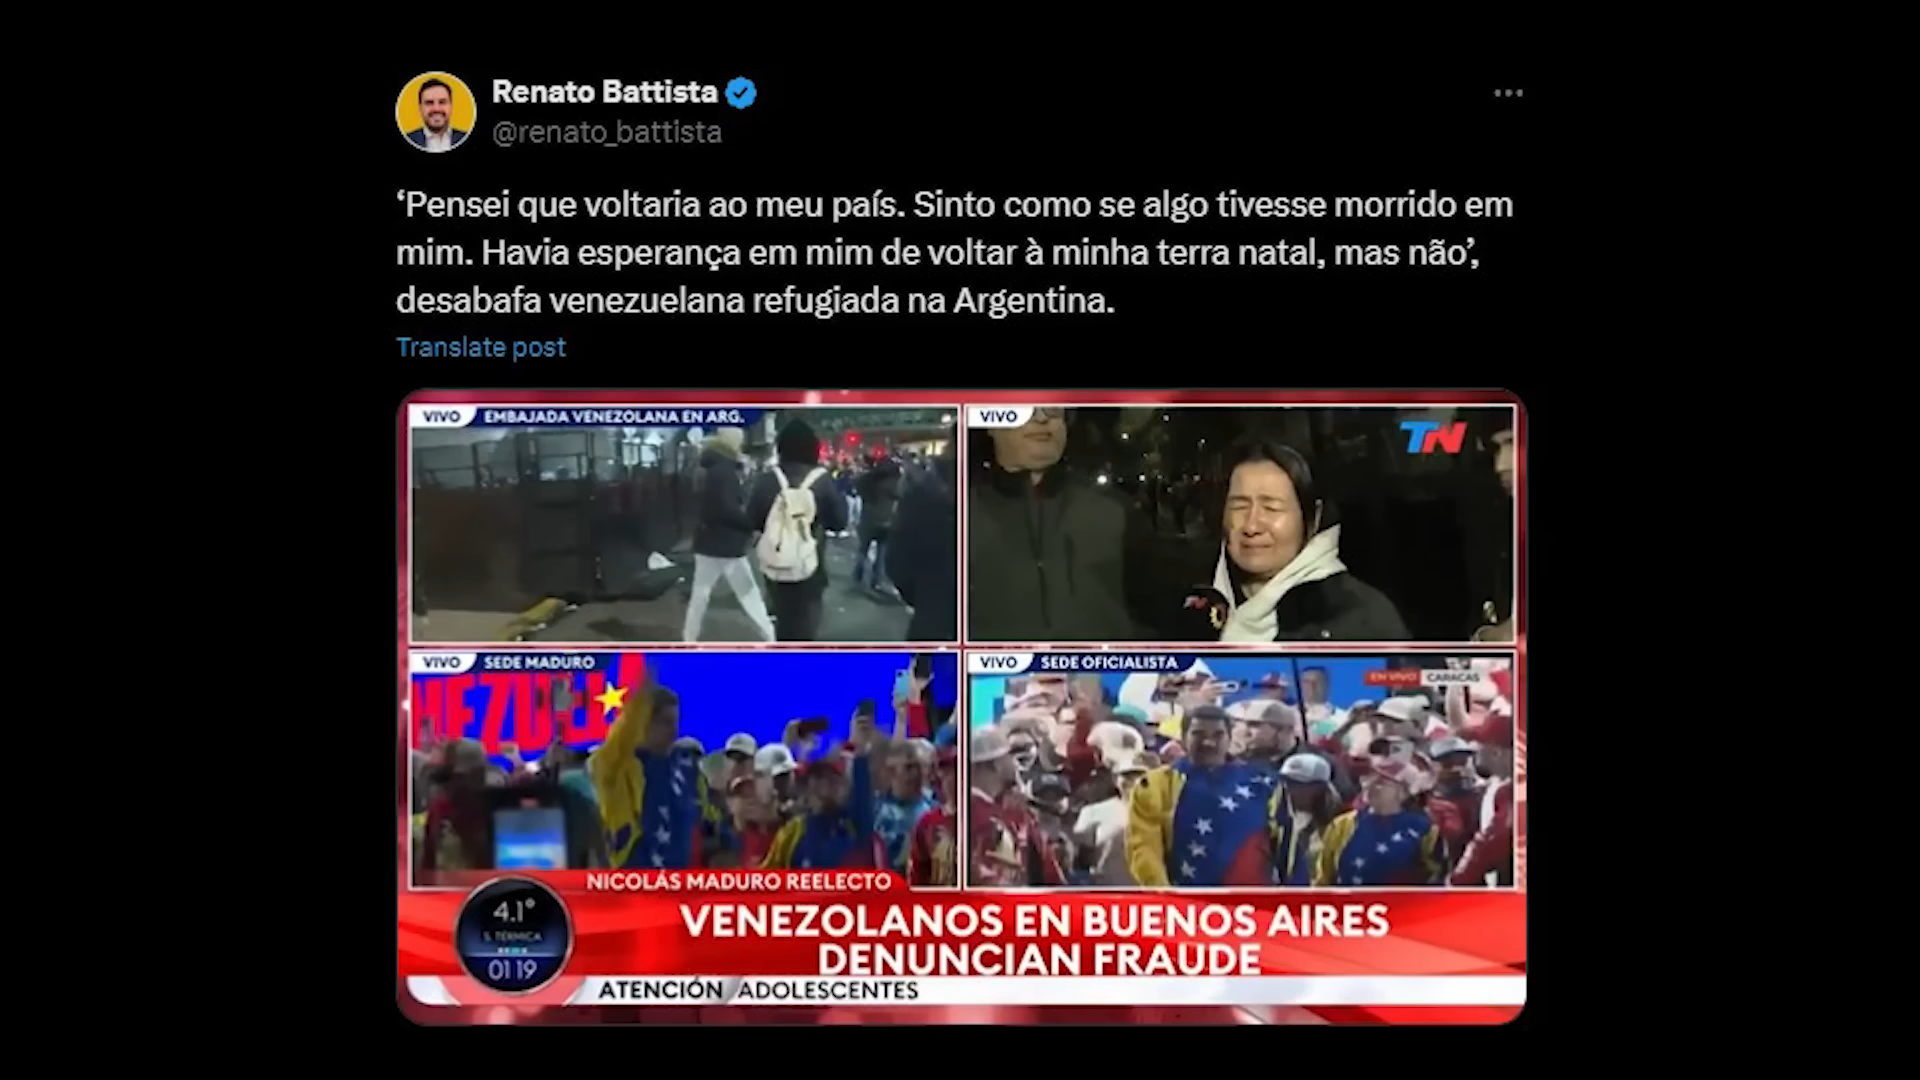 Renato Battista
@renato_battista
‘Pensei que voltaria ao meu país. Sinto como se algo tivesse morrido em
mim. Havia esperança em mim de voltar à minha terra natal, mas não’,
desabafa venezuelana refugiada na Argentina.
Translate post
VIVO EMBAJADA VENEZOLANA EN ARG.
VIVO
TN
VIVO SEDE MADURO
VIVO SEDE OFICIALISTA
EN VIVO CARACAS
NICOLÁS MADURO REELECTO
4.1°
S. TÉRMICA
01 19
VENEZOLANOS EN BUENOS AIRES
DENUNCIAN FRAUDE
ATENCIÓN ADOLESCENTES